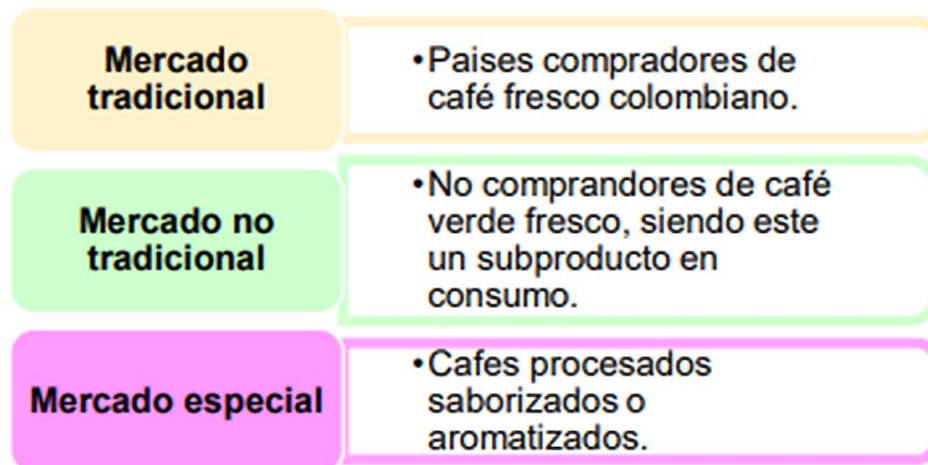 Mercado
tradicional
•Paises compradores de
café fresco colombiano.
Mercado no
tradicional
•No comprandores de café
verde fresco, siendo este
un subproducto en
consumo.
Mercado especial
•Cafes procesados
saborizados o
aromatizados.